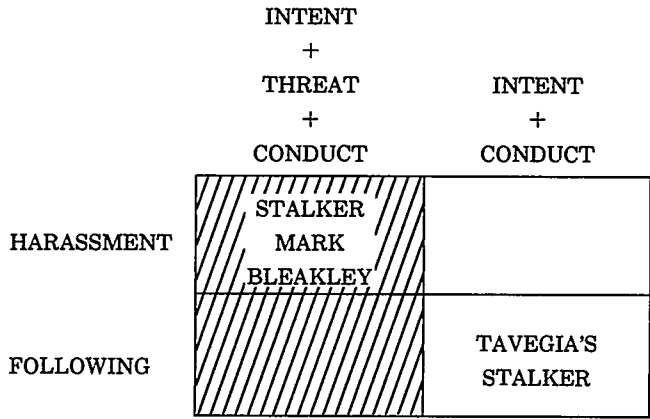 INTENT
+
THREAT
+
CONDUCT
INTENT
+
CONDUCT
HARASSMENT
STALKER
MARK
BLEAKLEY
FOLLOWING
TAVEGIA'S
STALKER